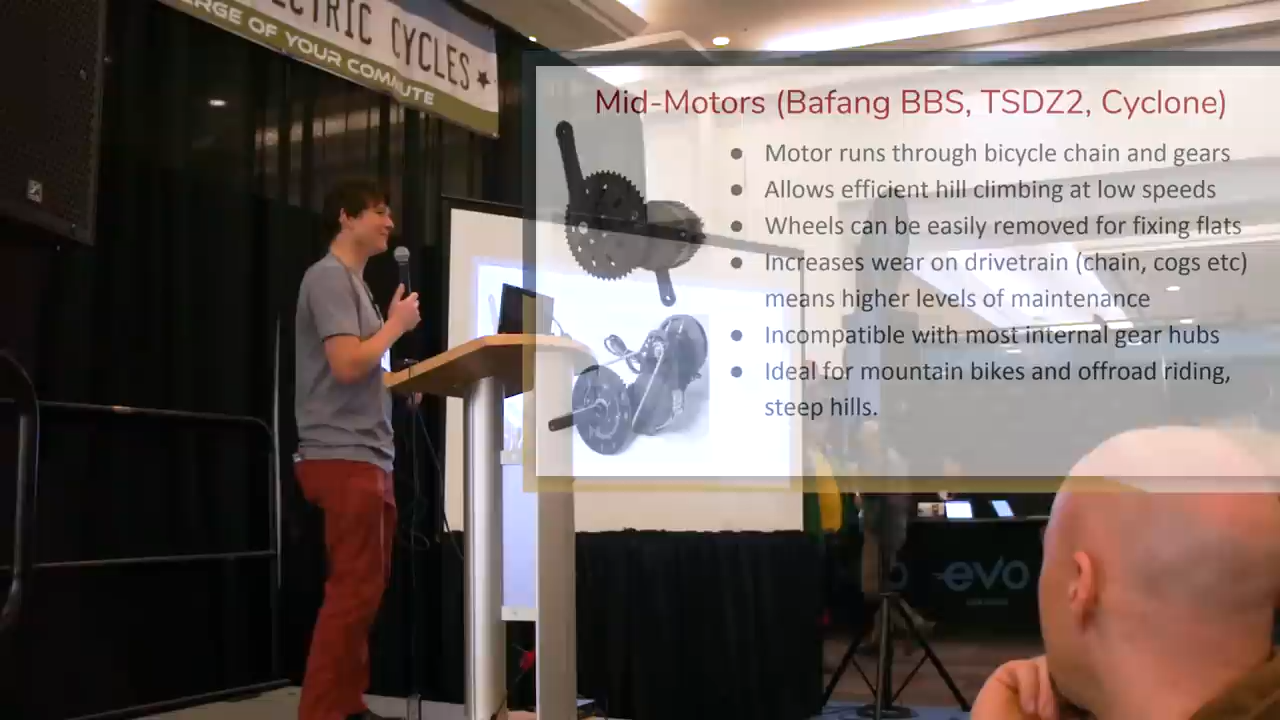 CTRIC CYCLES
ERGE OF YOUR COMMUTE
Mid-Motors (Bafang BBS, TSDZ2, Cyclone)
● Motor runs through bicycle chain and gears
● Allows efficient hill climbing at low speeds
● Wheels can be easily removed for fixing flats
● Increases wear on drivetrain (chain, cogs etc)
means higher levels of maintenance
● Incompatible with most internal gear hubs
● Ideal for mountain bikes and offroad riding,
steep hills.
evo